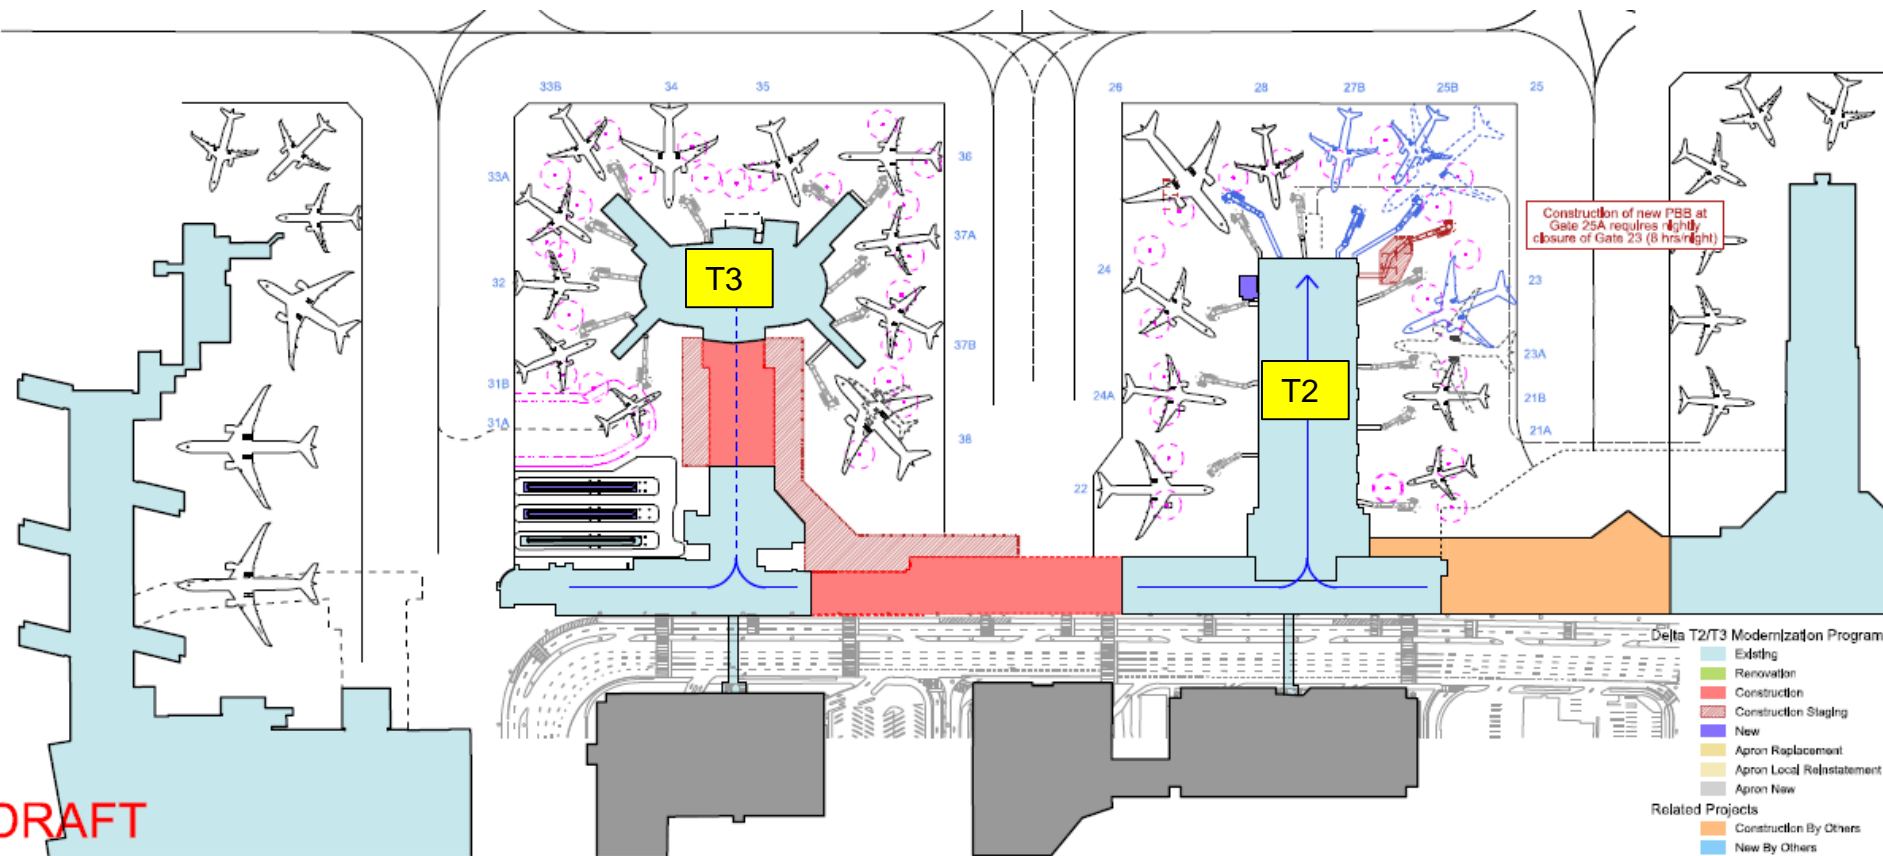 33B
34
35
26
28
27B
25B
25
33A
36
37A
32
T3
37B
31B
31A
38
24
24A
22
T2
Construction of new PBB at
Gate 25A requires nightly
closure of Gate 23 (8 hrs/night)
23
23A
21B
21A
Delta T2/T3 Modernization Program
Existing
Renovation
Construction
Construction Staging
New
Apron Replacement
Apron Local Reinstatement
Apron New
Related Projects
Construction By Others
New By Others
DRAFT